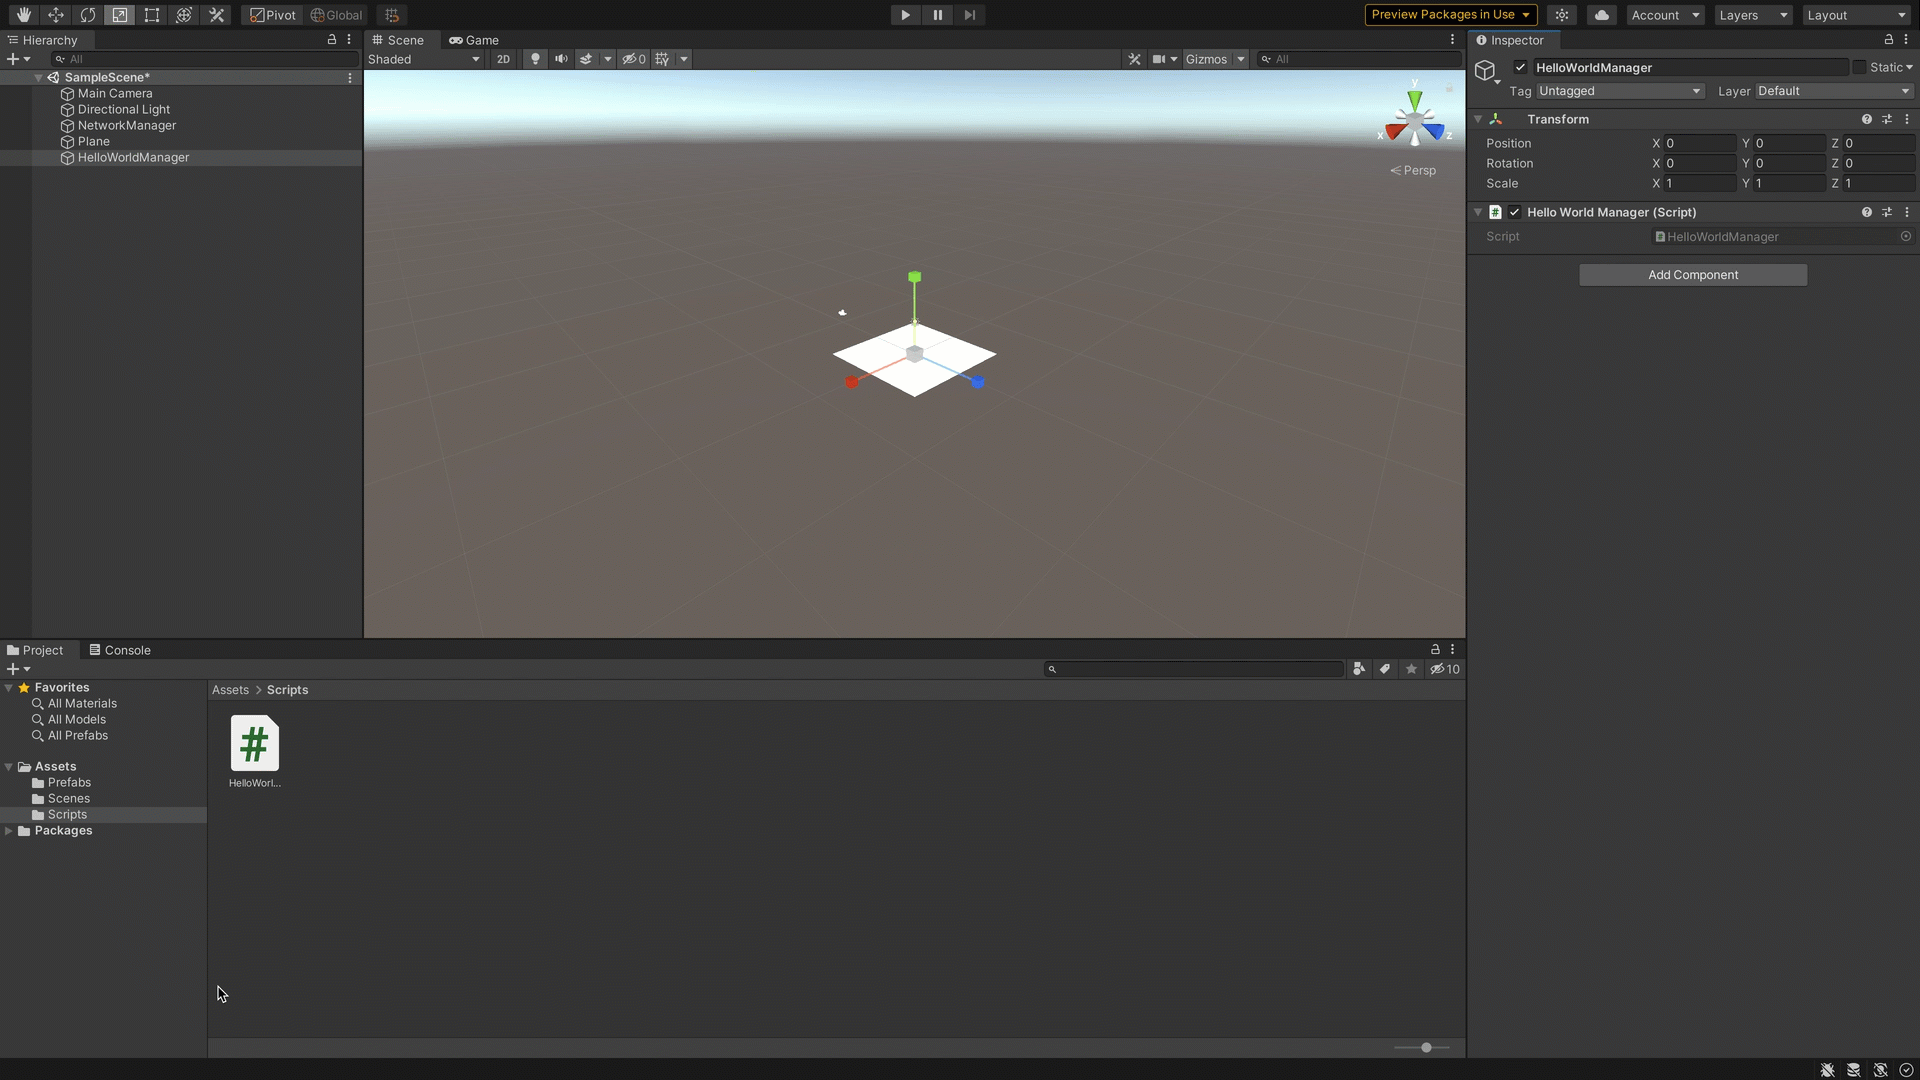 Pivot Global
Preview Packages in Use
Account
Layers
Layout
Hierarchy
All
SampleScene*
Main Camera
Directional Light
NetworkManager
Plane
HelloWorldManager
Scene
Game
Shaded
2D
0
Gizmos
All
y
x
z
Persp
Inspector
HelloWorldManager
Static
Tag Untagged
Layer Default
Transform
Position X 0 Y 0 Z 0
Rotation X 0 Y 0 Z 0
Scale X 1 Y 1 Z 1
# Hello World Manager (Script)
Script HelloWorldManager
Add Component
Project
Console
10
Favorites
All Materials
All Models
All Prefabs
Assets
Prefabs
Scenes
Scripts
Packages
Assets > Scripts
#
HelloWorl...